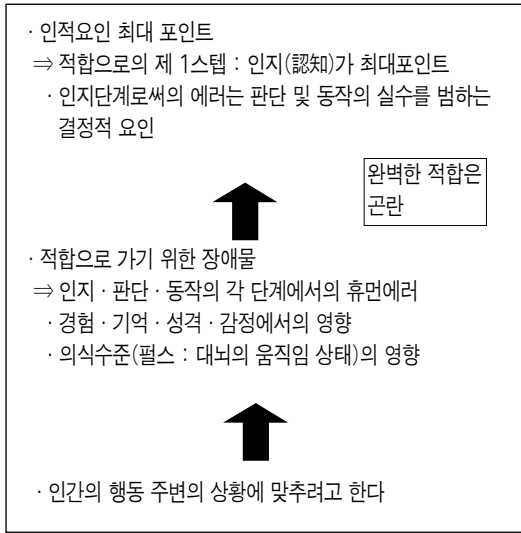 · 인적요인 최대 포인트
⇒ 적합으로의 제 1스텝 : 인지(認知)가 최대포인트
· 인지단계로써의 에러는 판단 및 동작의 실수를 범하는
결정적 요인
완벽한 적합은
곤란
· 적합으로 가기 위한 장애물
⇒ 인지 · 판단 · 동작의 각 단계에서의 휴먼에러
· 경험 · 기억 · 성격 · 감정에서의 영향
· 의식수준(펄스 : 대뇌의 움직임 상태)의 영향
· 인간의 행동 주변의 상황에 맞추려고 한다